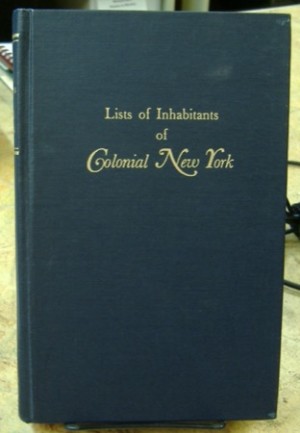 Lists of Inhabitants
of
Colonial New York